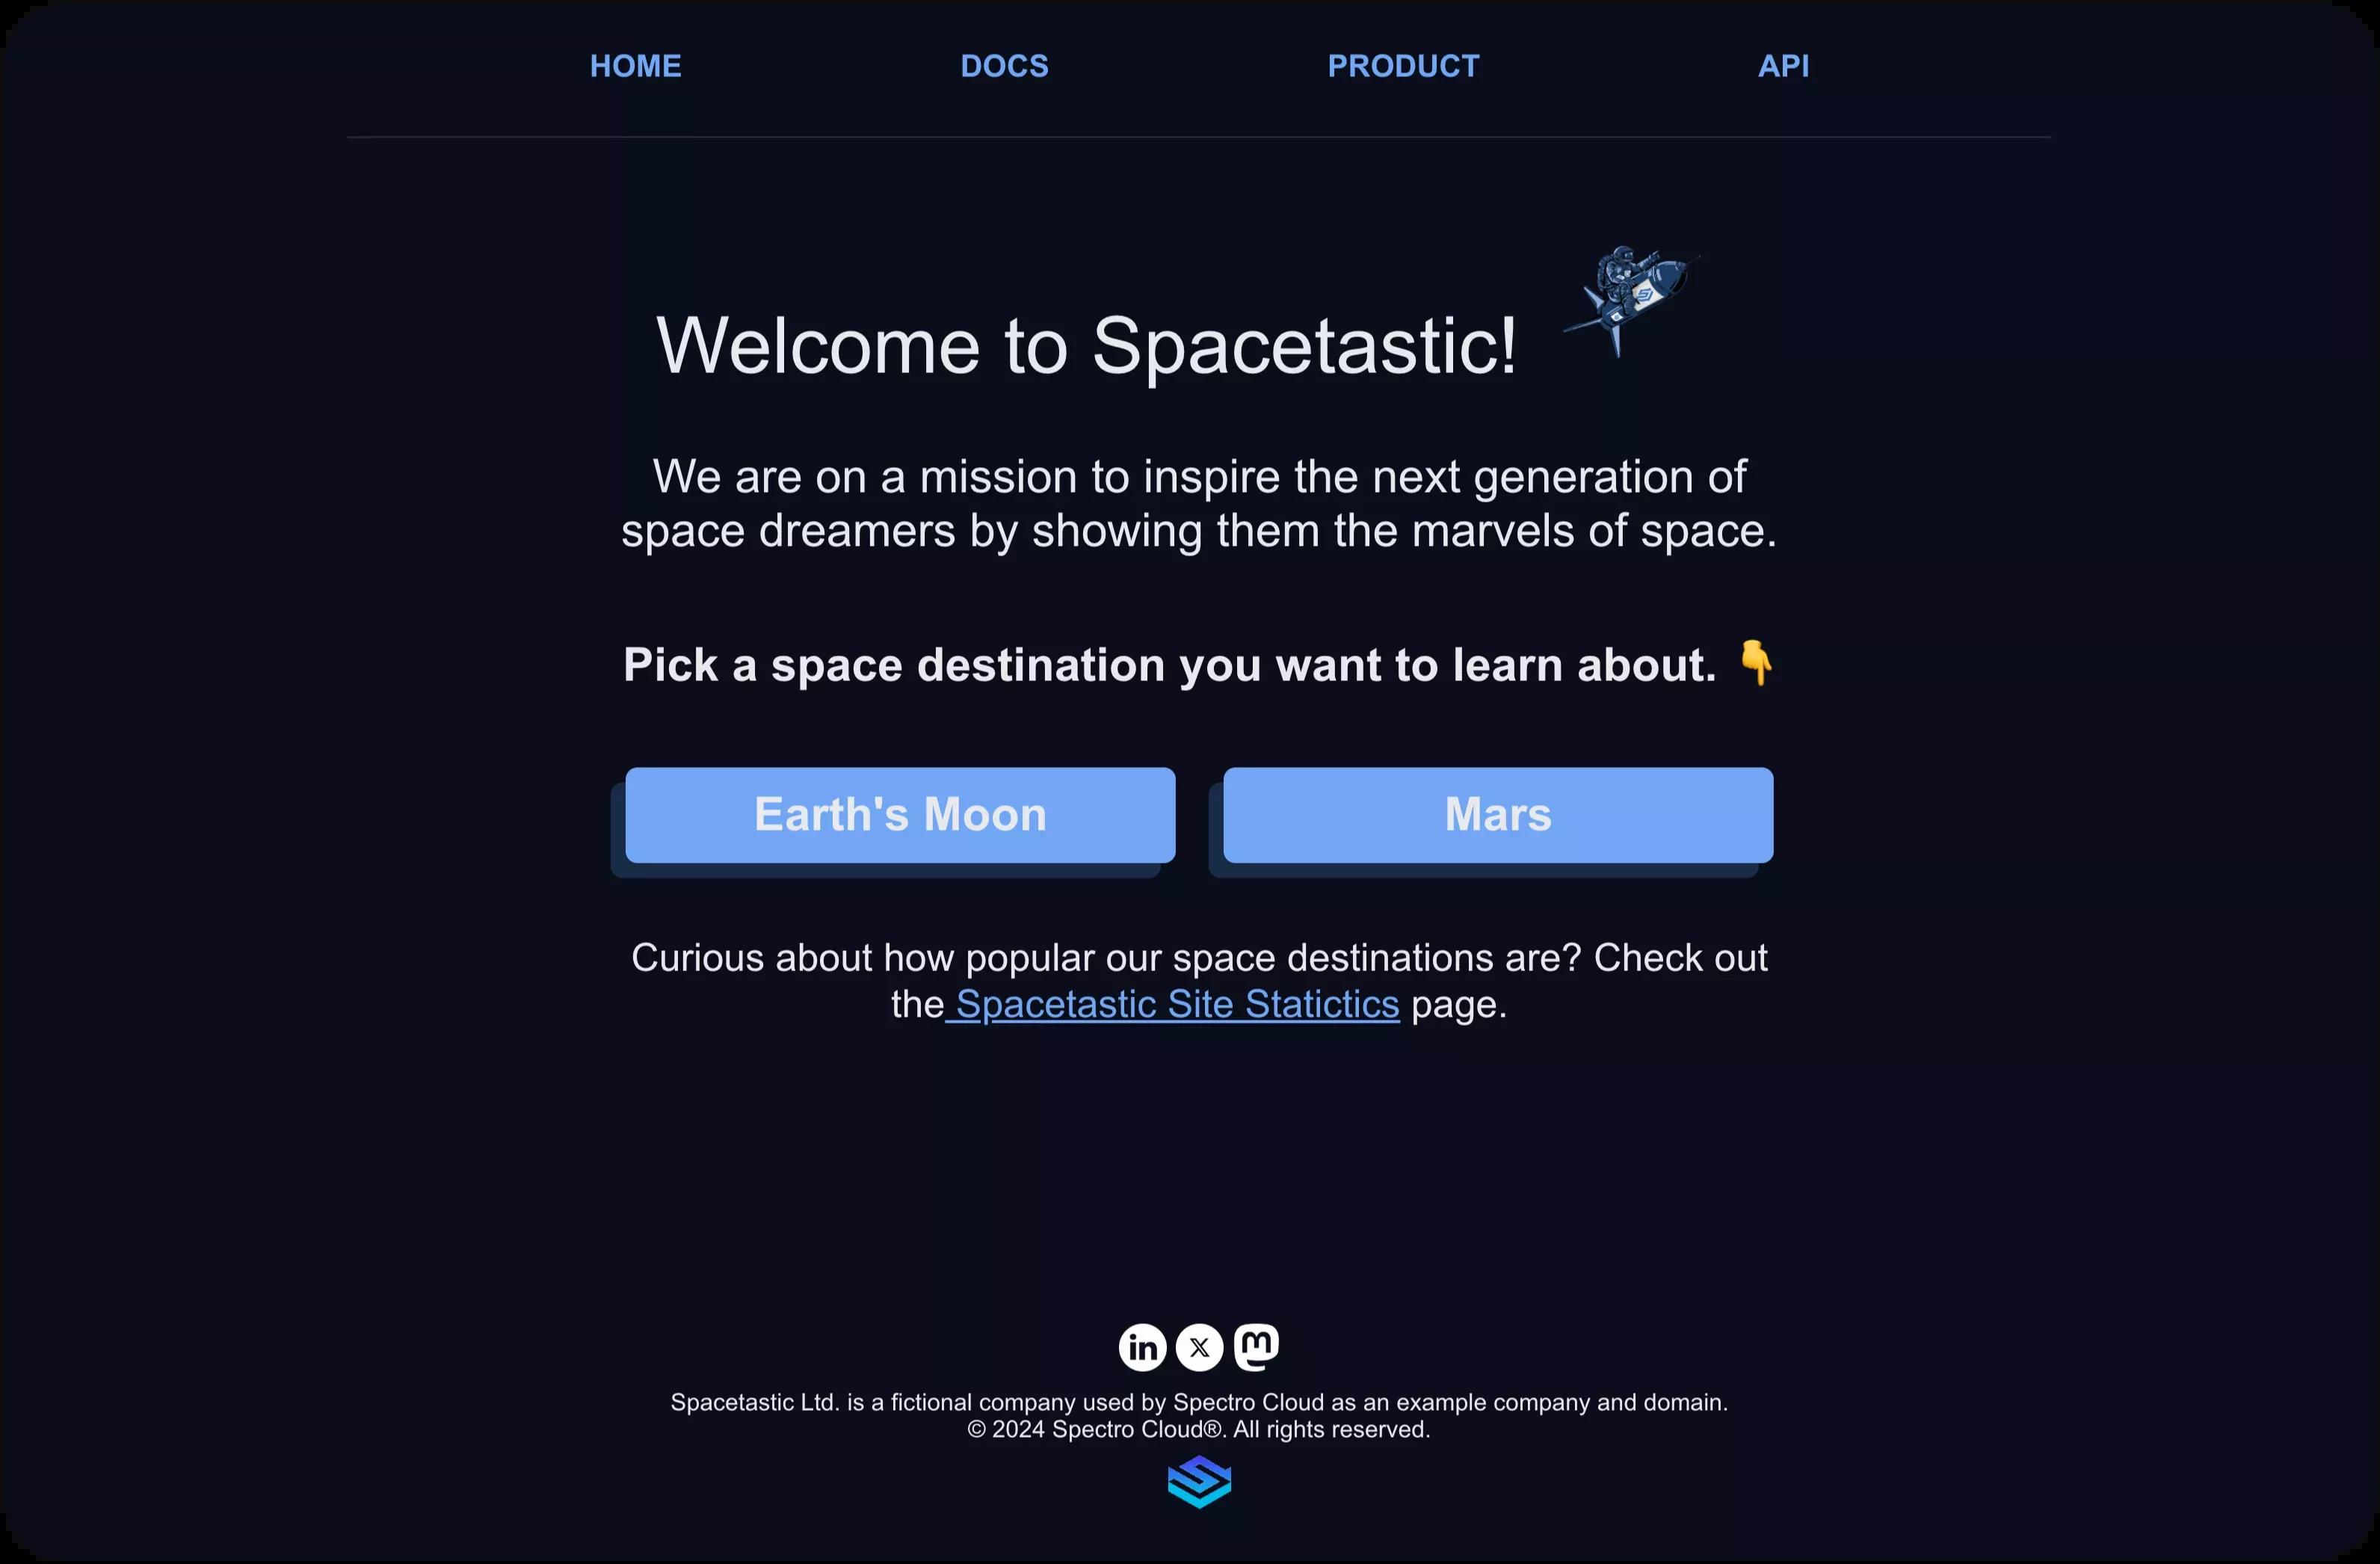 HOME DOCS PRODUCT API
Welcome to Spacetastic!
We are on a mission to inspire the next generation of
space dreamers by showing them the marvels of space.
Pick a space destination you want to learn about. 👇
Earth's Moon Mars
Curious about how popular our space destinations are? Check out
the Spacetastic Site Statictics page.
in X m
Spacetastic Ltd. is a fictional company used by Spectro Cloud as an example company and domain.
© 2024 Spectro Cloud®. All rights reserved.